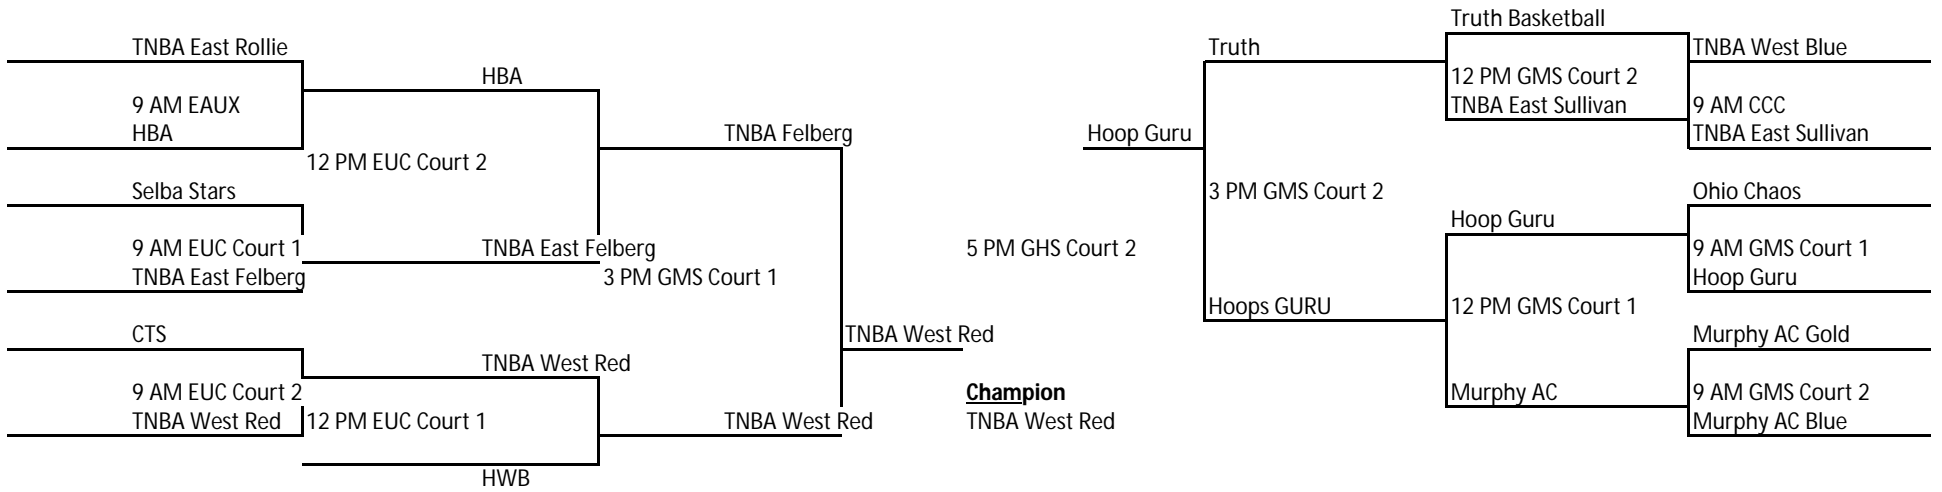 TNBA East Rollie
9 AM EAUX
HBA
Selba Stars
9 AM EUC Court 1
TNBA East Felberg
CTS
9 AM EUC Court 2
TNBA West Red
HBA
12 PM EUC Court 2
TNBA East Felberg
TNBA West Red
12 PM EUC Court 1
HWB
TNBA Felberg
3 PM GMS Court 1
TNBA West Red
TNBA West Red
5 PM GHS Court 2
Champion
TNBA West Red
Hoop Guru
Truth
3 PM GMS Court 2
Hoops GURU
Truth Basketball
12 PM GMS Court 2
TNBA East Sullivan
Hoop Guru
12 PM GMS Court 1
Murphy AC
TNBA West Blue
9 AM CCC
TNBA East Sullivan
Ohio Chaos
9 AM GMS Court 1
Hoop Guru
Murphy AC Gold
9 AM GMS Court 2
Murphy AC Blue